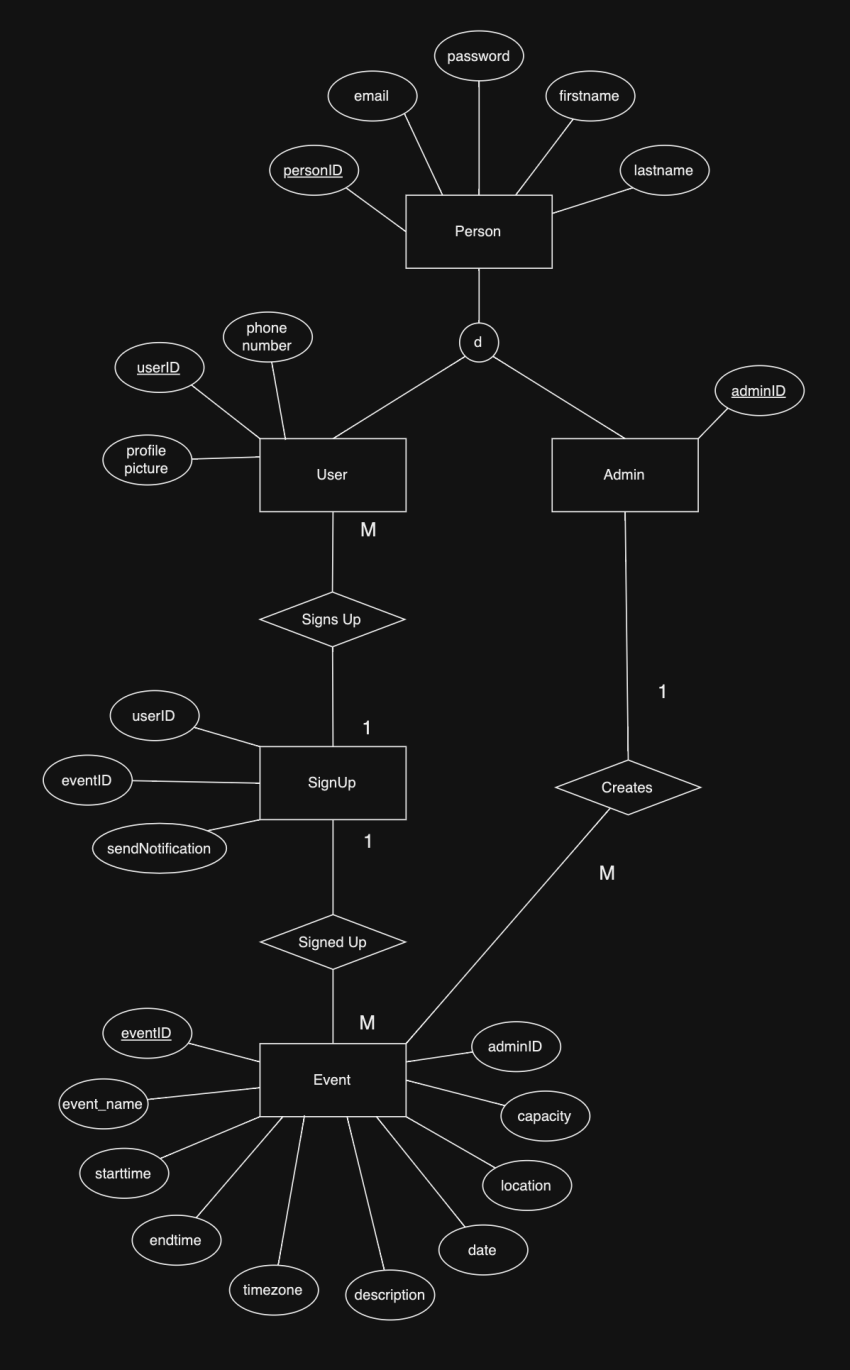 password
email
firstname
personID
lastname
Person
d
phone
number
userID
adminID
profile
picture
User
Admin
M
Signs Up
1
userID
1
eventID
SignUp
Creates
sendNotification
1
M
Signed Up
M
eventID
adminID
Event
event_name
capacity
starttime
location
endtime
date
timezone
description